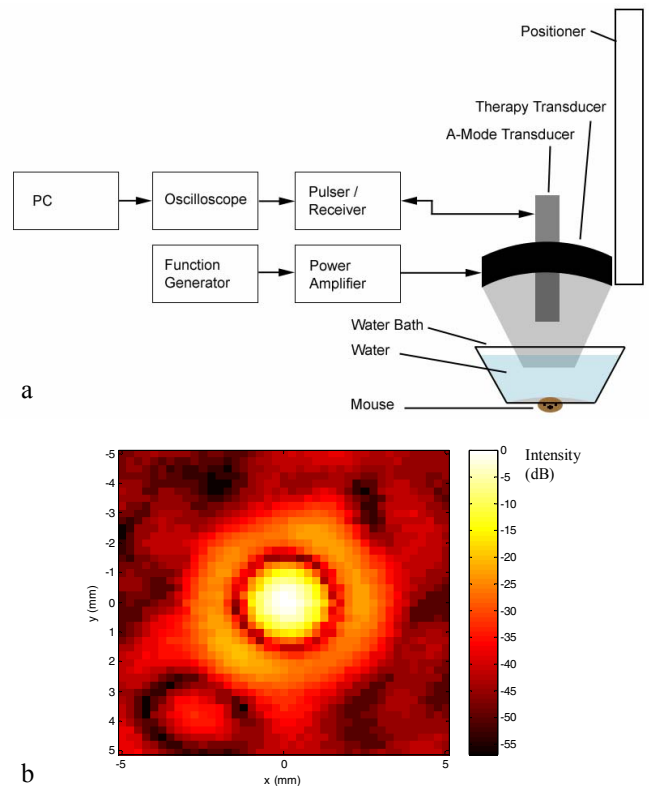 Positioner
Therapy Transducer
A-Mode Transducer
PC
Oscilloscope
Pulser /
Receiver
Function
Generator
Power
Amplifier
Water Bath
Water
Mouse
a
Intensity
(dB)
-5
-4
-3
-2
-1
0
1
2
3
4
5
y (mm)
-5
0
5
x (mm)
0
-5
-10
-15
-20
-25
-30
-35
-40
-45
-50
-55
b